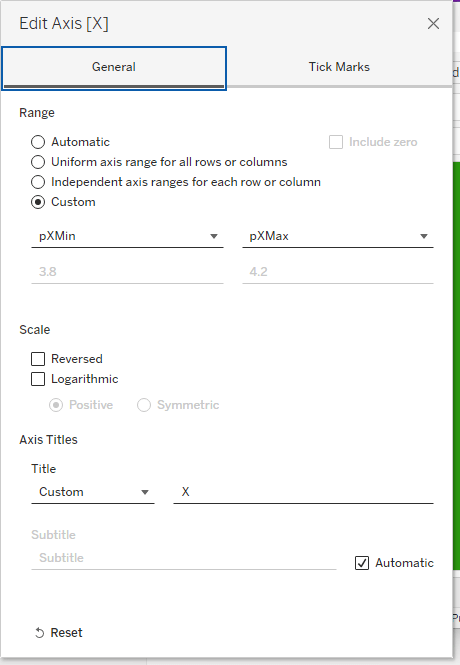 Edit Axis [X]
General
Tick Marks
Range
Automatic
Include zero
Uniform axis range for all rows or columns
Independent axis ranges for each row or column
Custom
pXMin
pXMax
3.8
4.2
Scale
Reversed
Logarithmic
Positive
Symmetric
Axis Titles
Title
Custom
X
Subtitle
Subtitle
Automatic
Reset